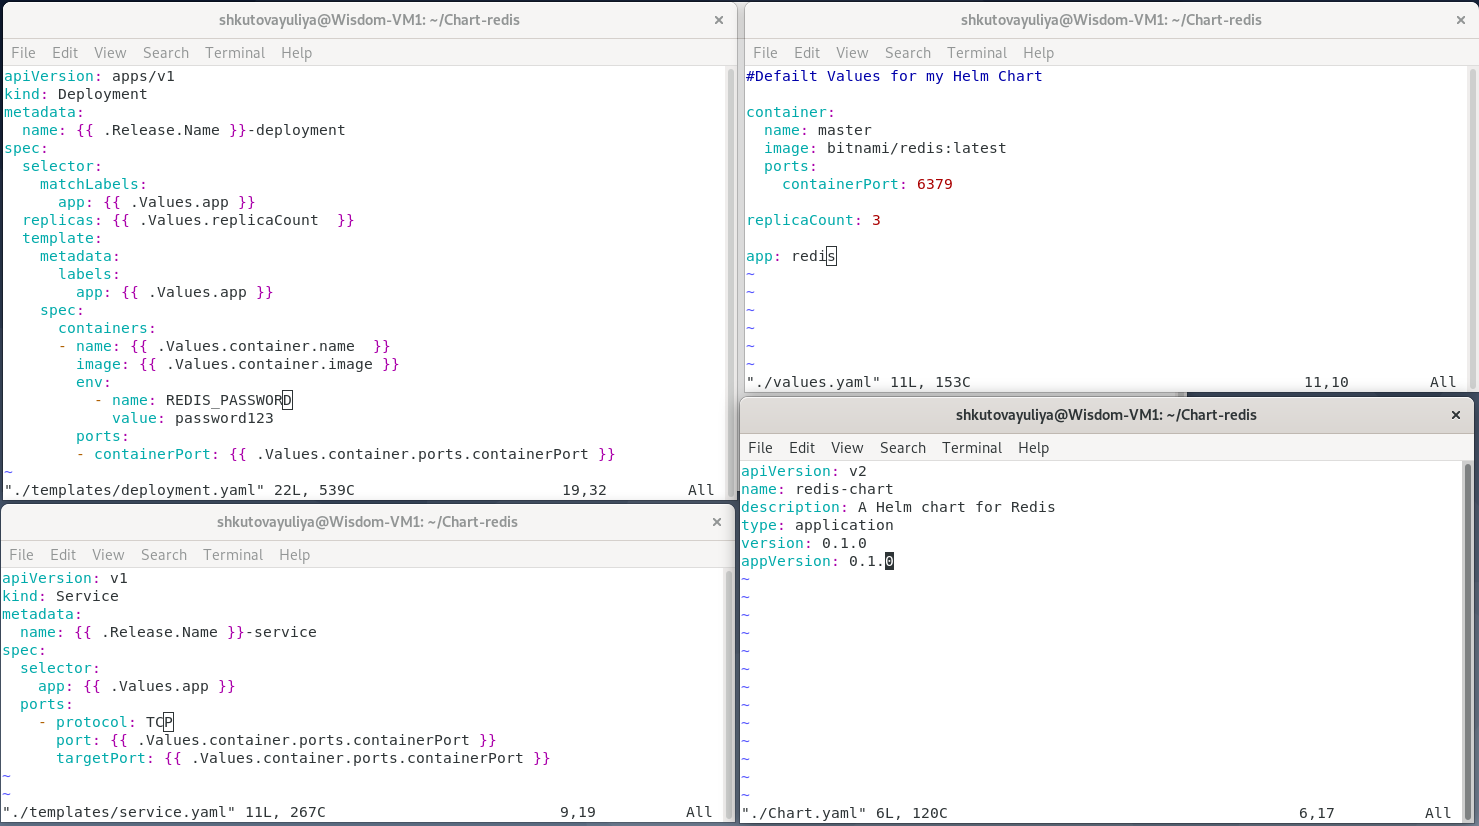 shkutovayuliya@Wisdom-VM1: ~/Chart-redis ×
File Edit View Search Terminal Help
apiVersion: apps/v1
kind: Deployment
metadata:
  name: {{ .Release.Name }}-deployment
spec:
  selector:
    matchLabels:
      app: {{ .Values.app }}
  replicas: {{ .Values.replicaCount  }}
  template:
    metadata:
      labels:
        app: {{ .Values.app }}
    spec:
      containers:
      - name: {{ .Values.container.name  }}
        image: {{ .Values.container.image }}
        env:
          - name: REDIS_PASSWORD
            value: password123
        ports:
        - containerPort: {{ .Values.container.ports.containerPort }}
~
"./templates/deployment.yaml" 22L, 539C 19,32 All
shkutovayuliya@Wisdom-VM1: ~/Chart-redis ×
File Edit View Search Terminal Help
#Defailt Values for my Helm Chart

container:
  name: master
  image: bitnami/redis:latest
  ports:
    containerPort: 6379

replicaCount: 3

app: redis
~
~
~
~
~
~
"./values.yaml" 11L, 153C 11,10 All
shkutovayuliya@Wisdom-VM1: ~/Chart-redis ×
File Edit View Search Terminal Help
apiVersion: v1
kind: Service
metadata:
  name: {{ .Release.Name }}-service
spec:
  selector:
    app: {{ .Values.app }}
  ports:
    - protocol: TCP
      port: {{ .Values.container.ports.containerPort }}
      targetPort: {{ .Values.container.ports.containerPort }}
~
~
"./templates/service.yaml" 11L, 267C 9,19 All
shkutovayuliya@Wisdom-VM1: ~/Chart-redis ×
File Edit View Search Terminal Help
apiVersion: v2
name: redis-chart
description: A Helm chart for Redis
type: application
version: 0.1.0
appVersion: 0.1.0
~
~
~
~
~
~
~
~
~
~
~
~
~
"./Chart.yaml" 6L, 120C 6,17 All